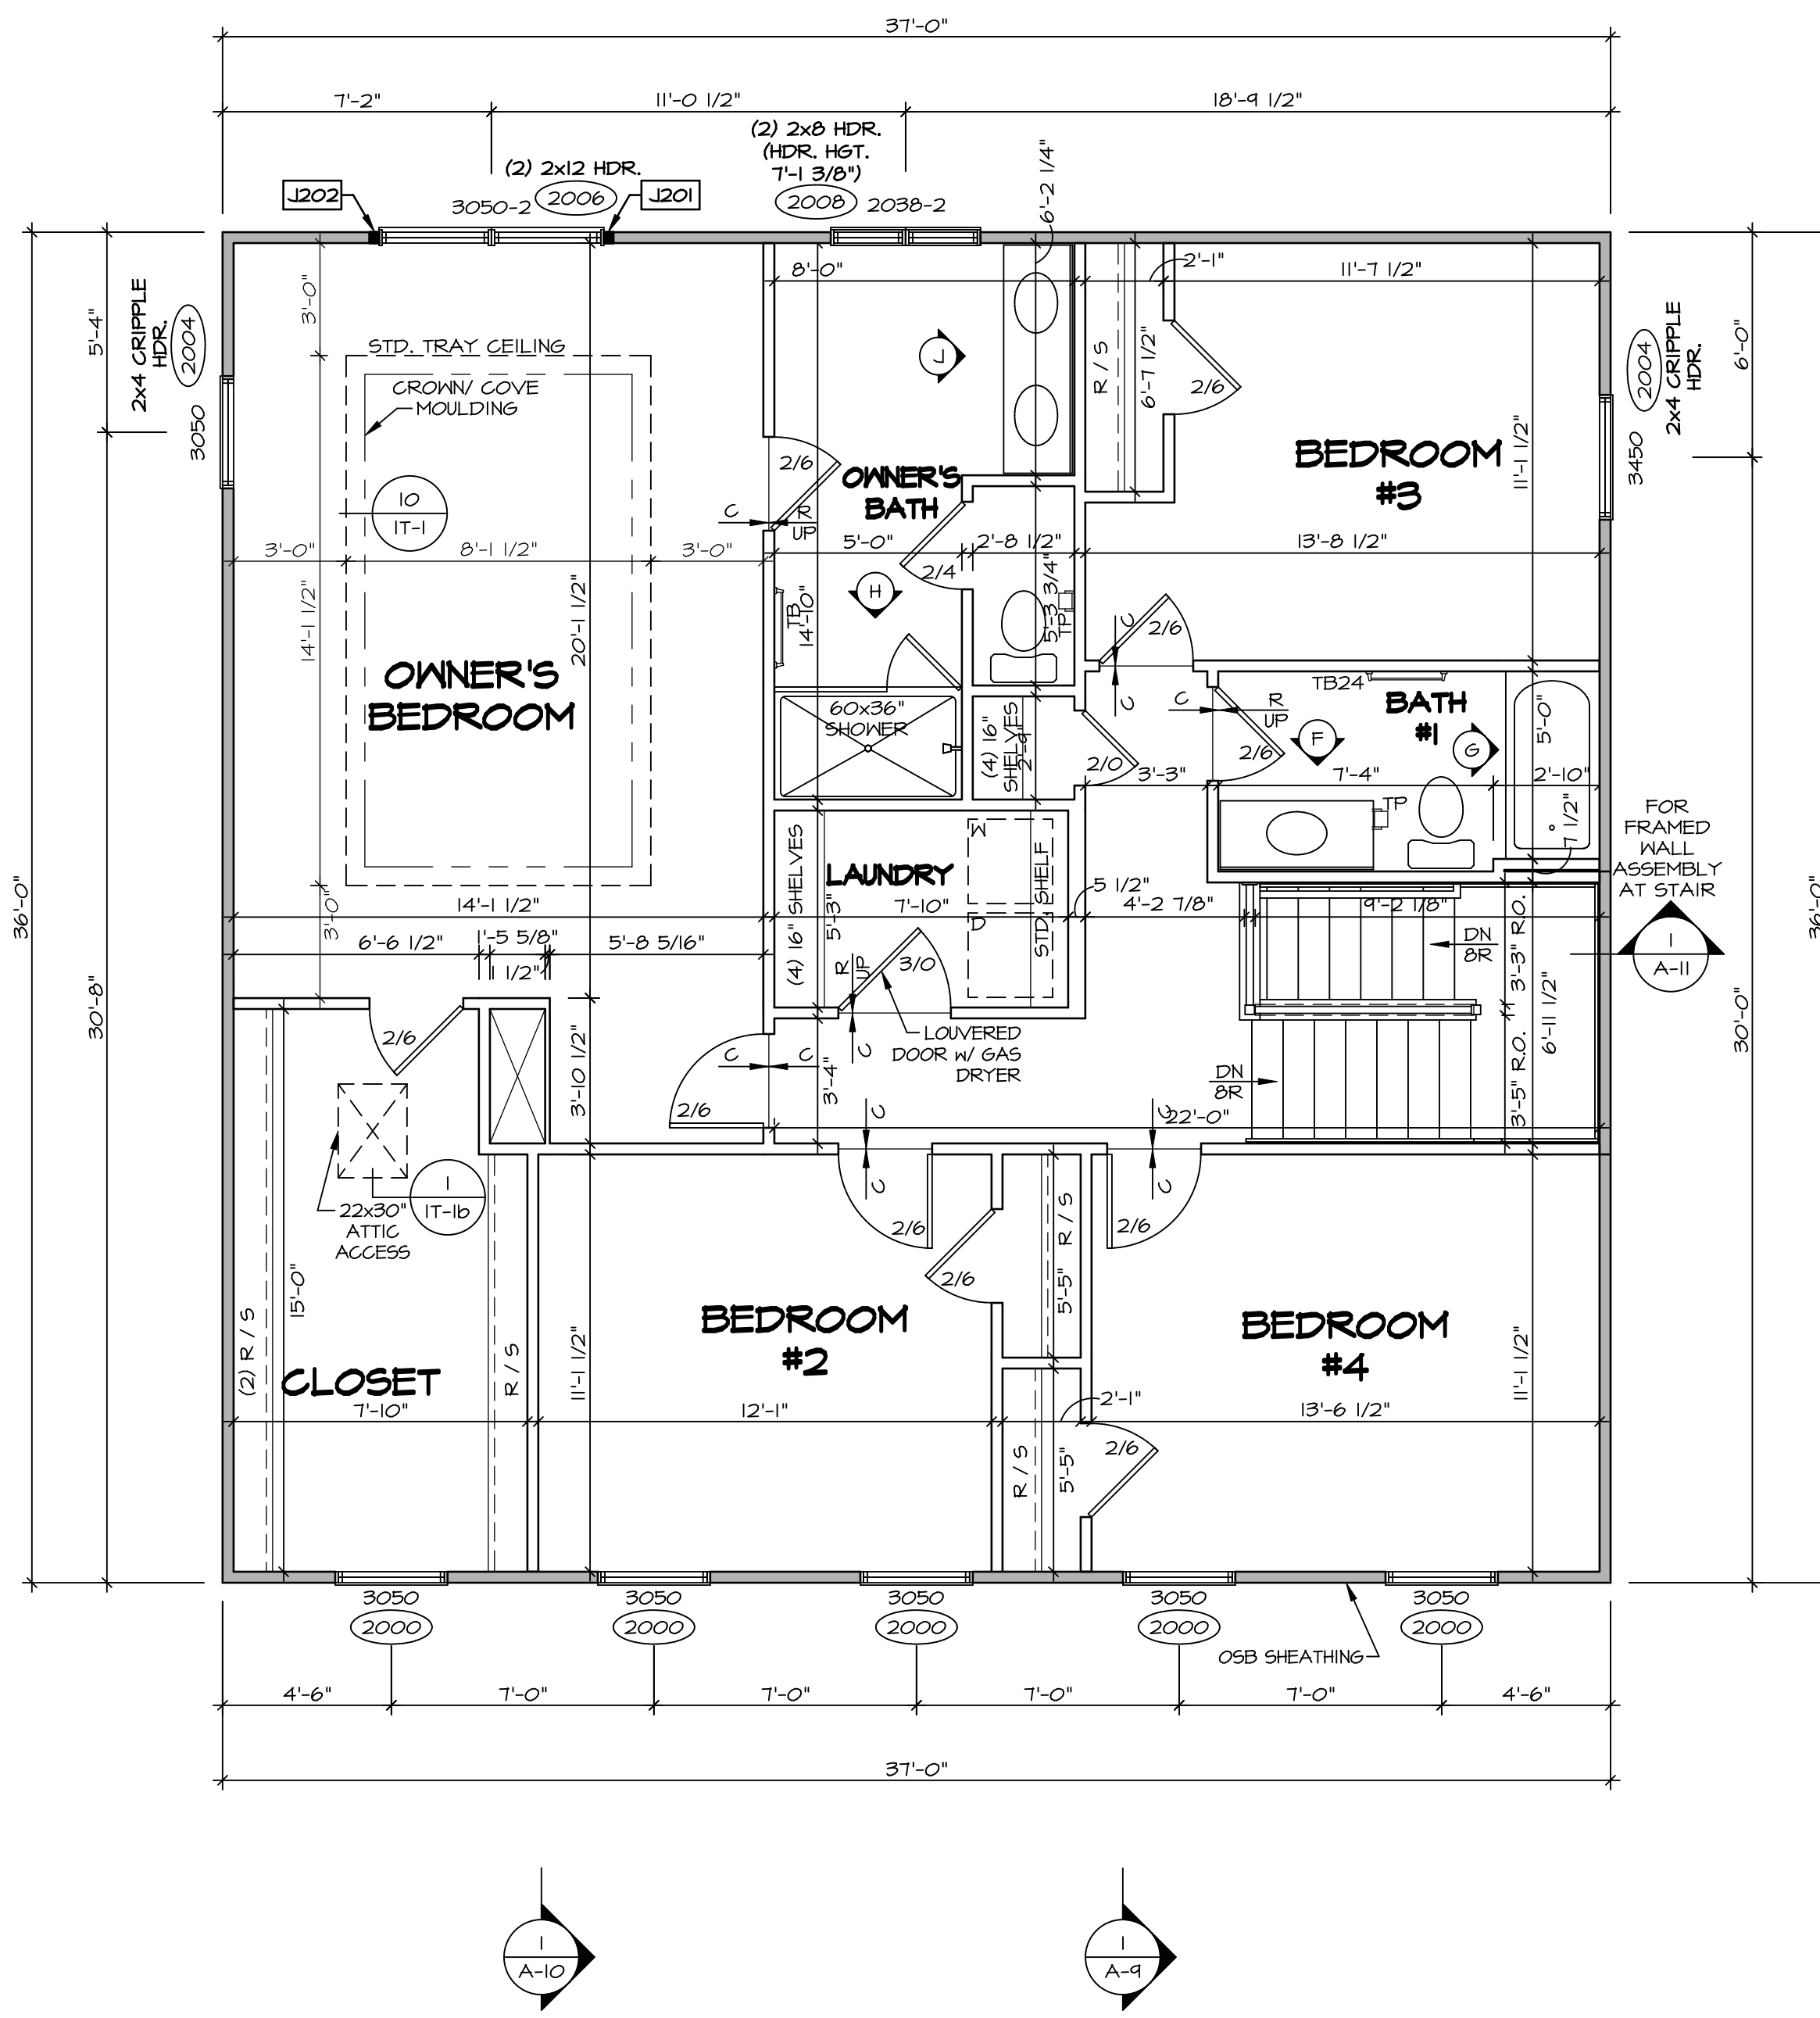 37'-0"
7'-2"
11'-0 1/2"
18'-9 1/2"
(2) 2x8 HDR.
(HDR. HGT.
7'-1 3/8")
(2) 2x12 HDR.
J202
3050-2
2006
J201
2008
2038-2
6'-2 1/4"
5'-4"
2x4 CRIPPLE
HDR.
2004
3050
3'-0"
STD. TRAY CEILING
CROWN/ COVE
MOULDING
10
1T-1
3'-0"
8'-1 1/2"
3'-0"
14'-1 1/2"
20'-1 1/2"
OWNER'S
BEDROOM
3'-0"
8'-0"
J
2/6
OWNER'S
BATH
C
R
UP
5'-0"
2/4
2'-8 1/2"
H
TB
14'-10"
5'-3 3/4"
TP
60x36"
SHOWER
(4) 16"
SHELVES
2'-9"
2/0
R / S
6'-7 1/2"
2'-1"
2/6
11'-7 1/2"
BEDROOM
#3
11'-1 1/2"
13'-8 1/2"
2004
2x4 CRIPPLE
HDR.
3450
6'-0"
C
2/6
C
C
R
UP
TB24
BATH
#1
F
G
2/6
5'-0"
3'-3"
7'-4"
2'-10"
TP
7 1/2"
FOR
FRAMED
WALL
ASSEMBLY
AT STAIR
1
A-11
36'-0"
30'-8"
36'-0"
30'-0"
(4) 16" SHELVES
LAUNDRY
W
D
STD. SHELF
5'-3"
7'-10"
5 1/2"
4'-2 7/8"
9'-2 1/8"
14'-1 1/2"
6'-6 1/2"
1'-5 5/8"
1 1/2"
5'-8 5/16"
R
UP
3/0
C
LOUVERED
DOOR W/ GAS
DRYER
DN
8R
3'-3" R.O.
6'-11 1/2"
3'-5" R.O.
DN
8R
2/6
3'-10 1/2"
C
C
3'-4"
2/6
C
C
22'-0"
C
C
22x30"
ATTIC
ACCESS
1
1T-1b
15'-0"
(2) R / S
R / S
CLOSET
7'-10"
11'-1 1/2"
BEDROOM
#2
12'-1"
2/6
2/6
R / S
5'-5"
2/6
BEDROOM
#4
11'-1 1/2"
2'-1"
13'-6 1/2"
2/6
R / S
5'-5"
3050
3050
3050
3050
3050
2000
2000
2000
2000
2000
OSB SHEATHING
4'-6"
7'-0"
7'-0"
7'-0"
7'-0"
4'-6"
37'-0"
1
A-10
1
A-9